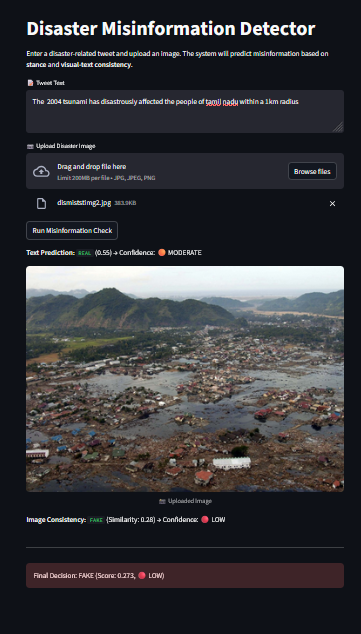 Disaster Misinformation Detector
Enter a disaster-related tweet and upload an image. The system will predict misinformation based on
stance and visual-text consistency.
Tweet Text
The 2004 tsunami has disastrously affected the people of tamil nadu within a 1km radius
Upload Disaster Image
Drag and drop file here
Limit 200MB per file • JPG, JPEG, PNG
Browse files
dismiststimg2.jpg 383.9KB
Run Misinformation Check
Text Prediction: REAL (0.55) → Confidence: MODERATE
Uploaded Image
Image Consistency: FAKE (Similarity: 0.28) → Confidence: LOW
Final Decision: FAKE (Score: 0.273, LOW)